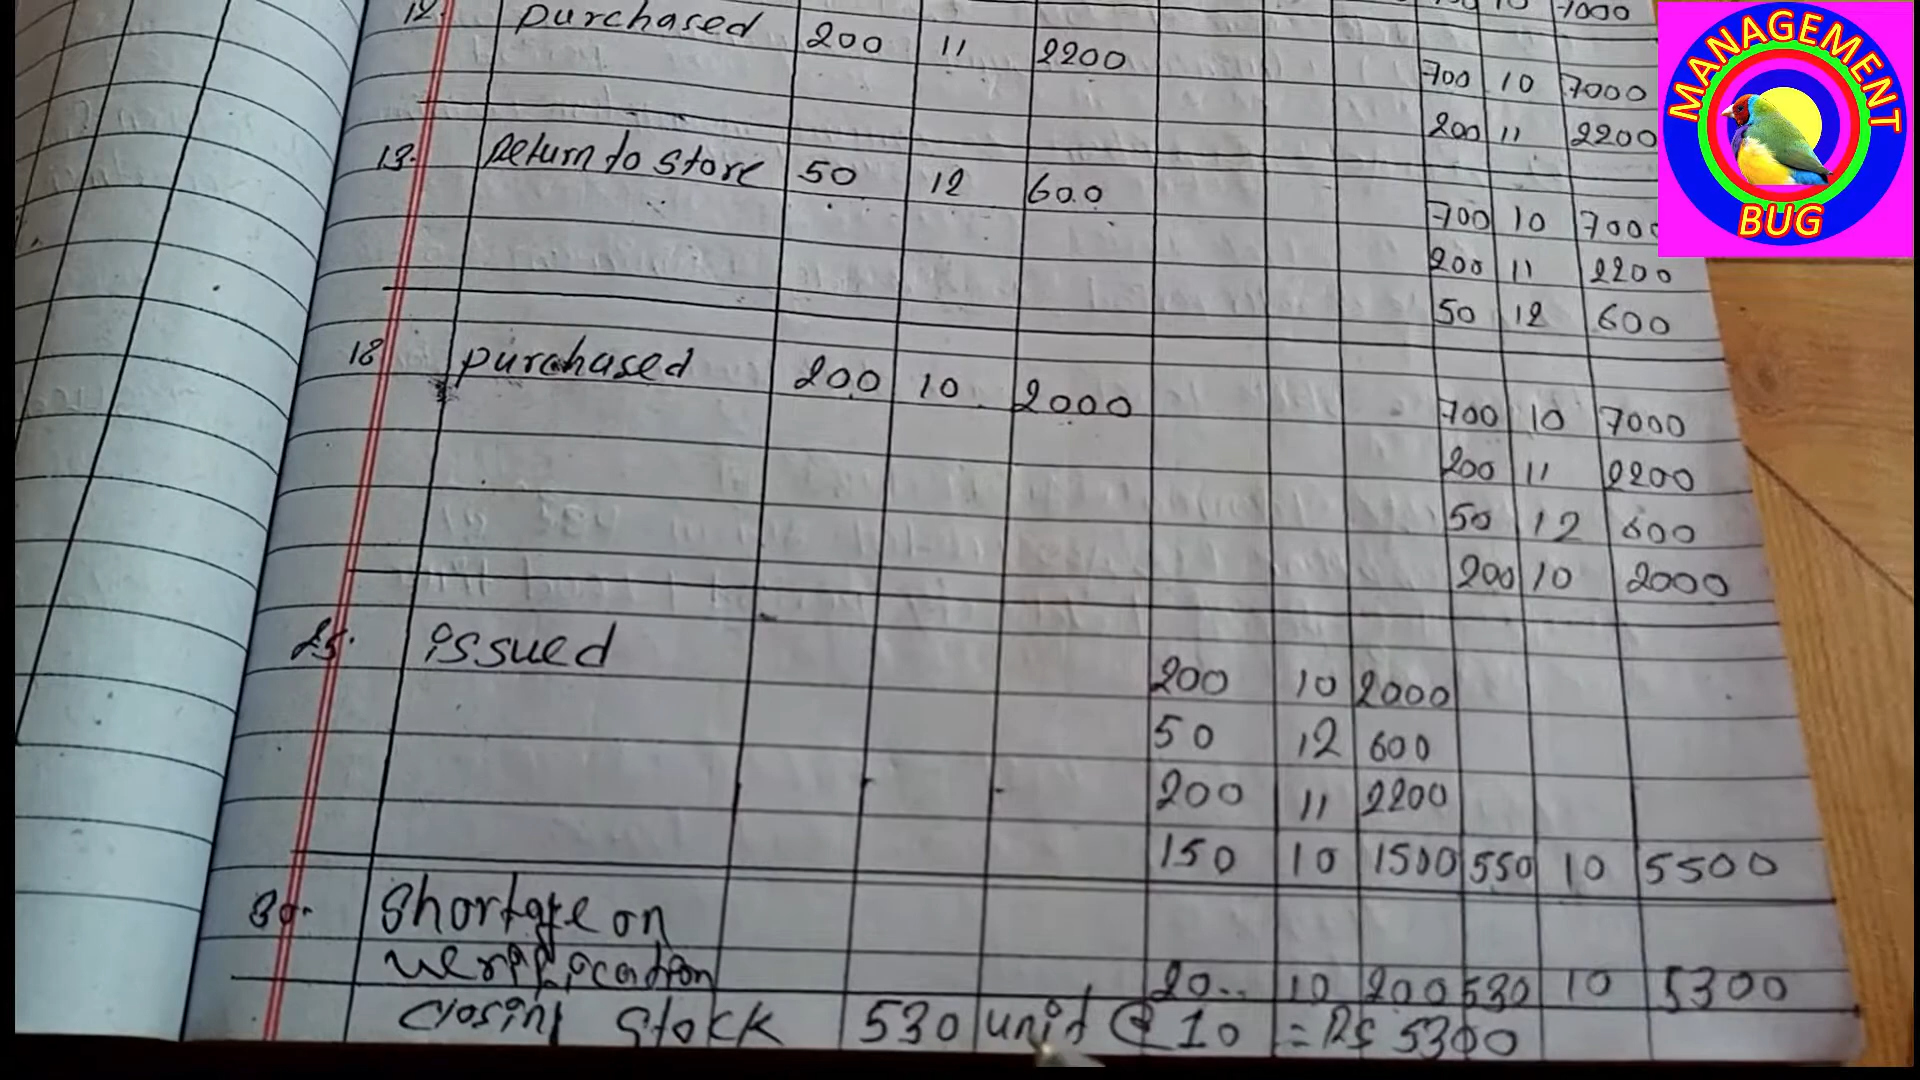 10 7000
12. purchased 200 11 2200
700 10 7000
200 11 2200
13. Return to store 50 12 600
700 10 7000
200 11 2200
50 12 600
18 purchased 200 10 2000
700 10 7000
200 11 2200
50 12 600
200 10 2000
25. issued
200 10 2000
50 12 600
200 11 2200
150 10 1500 550 10 5500
30. Shortage on
verification 20.. 10 200 530 10 5300
closing Stock 530 unit @ 10 = RS 5300
MANAGEMENT
BUG